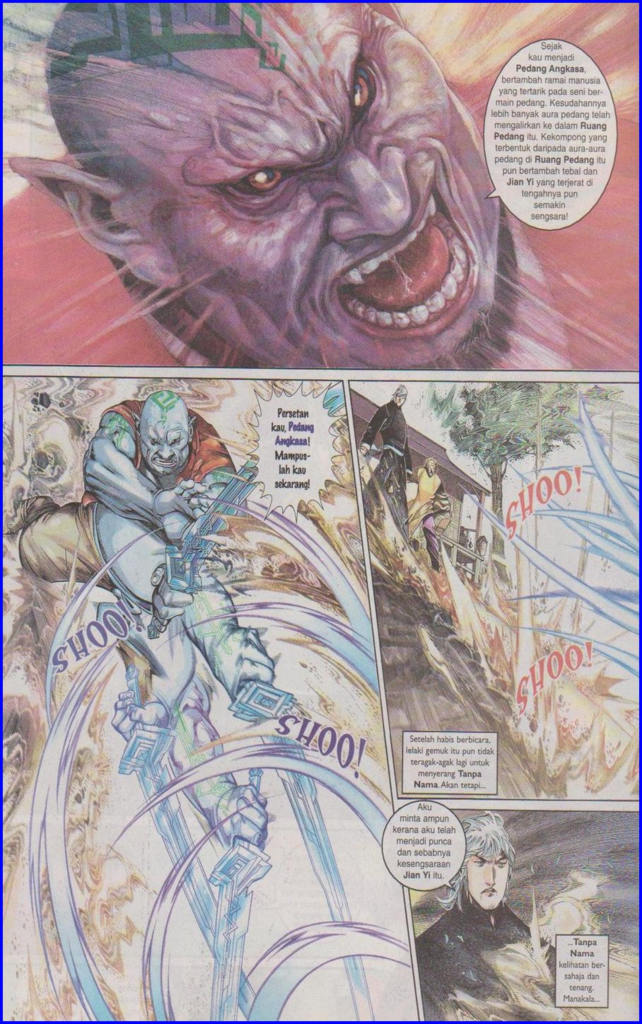 Sejak
kau menjadi
Pedang Angkasa,
bertambah ramai manusia
yang tertarik pada seni ber-
main pedang. Kesudahannya
lebih banyak aura pedang telah
mengalirkan ke dalam Ruang
Pedang itu. Kekompong yang
terbentuk daripada aura-aura
pedang di Ruang Pedang itu
pun bertambah tebal dan
Jian Yi yang terjerat di
tengahnya pun
semakin
sengsara!
Persetan
kau, Pedang
Angkasa!
Mampus-
lah kau
sekarang!
SHOO!
SHOO!
SHOO!
SHOO!
Setelah habis berbicara,
lelaki gemuk itu pun tidak
teragak-agak lagi untuk
menyerang Tanpa
Nama. Akan tetapi...
Aku
minta ampun
kerana aku telah
menjadi punca
dan sebabnya
kesengsaraan
Jian Yi itu.
...Tanpa
Nama
kelihatan ber-
sahaja dan
tenang.
Manakala...